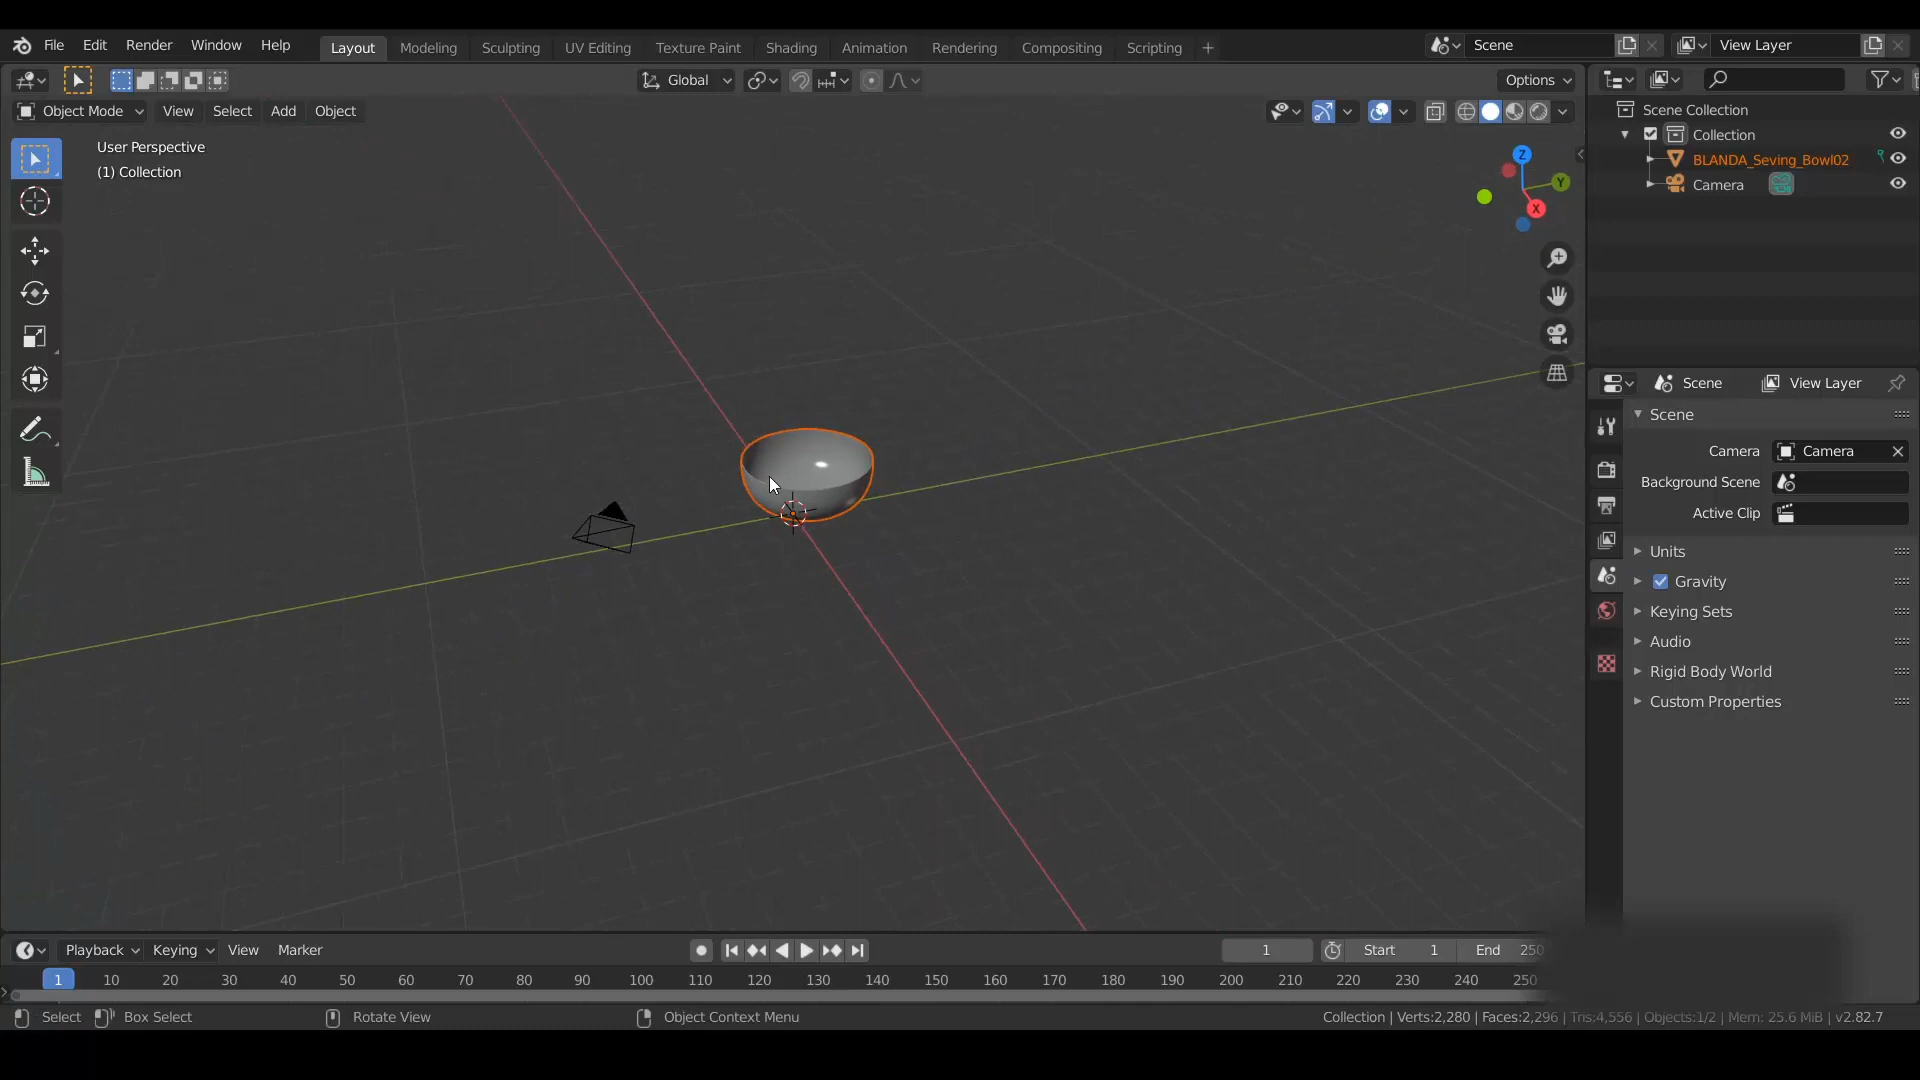 File Edit Render Window Help Layout Modeling Sculpting UV Editing Texture Paint Shading Animation Rendering Compositing Scripting + Scene View Layer
Global Options
Object Mode View Select Add Object
User Perspective
(1) Collection
Z
Y
X
Scene Collection
Collection
BLANDA_Seving_Bowl02
Camera
Scene View Layer
Scene
Camera Camera
Background Scene
Active Clip
Units
Gravity
Keying Sets
Audio
Rigid Body World
Custom Properties
Playback Keying View Marker 1 Start 1 End 250
1 10 20 30 40 50 60 70 80 90 100 110 120 130 140 150 160 170 180 190 200 210 220 230 240 250
Select Box Select Rotate View Object Context Menu Collection | Verts:2,280 | Faces:2,296 | Tris:4,556 | Objects:1/2 | Mem: 25.6 MiB | v2.82.7